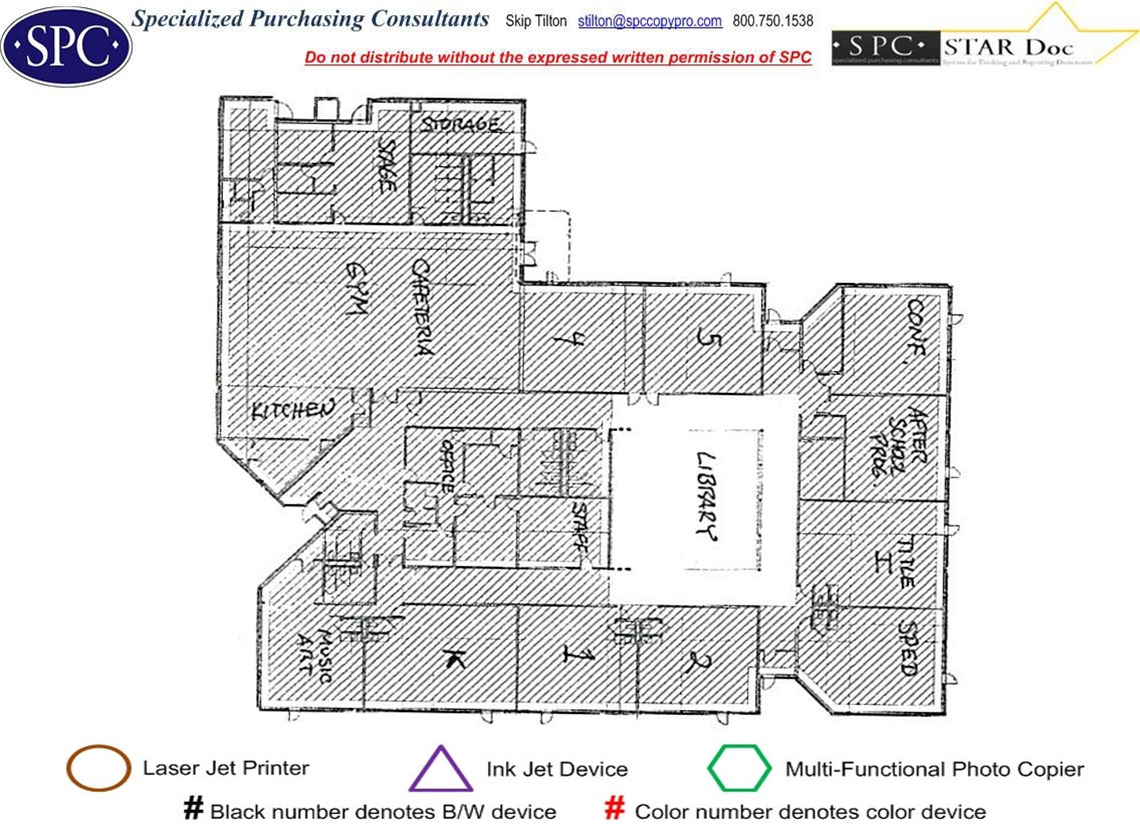 Specialized Purchasing Consultants Skip Tilton stilton@spccopypro.com 800.750.1538
·SPC·
Do not distribute without the expressed written permission of SPC
·SPC· STAR Doc
specialized purchasing consultants System for Tracking and Reporting Documents
STORAGE
STAGE
GYM
CAFETERIA
4
5
CONF.
KITCHEN
AFTER
SCHOOL
PROG.
OFFICE
LIBRARY
STAFF
TITLE
I
SPED
MUSIC
ART
K
1
2
Laser Jet Printer
Ink Jet Device
Multi-Functional Photo Copier
# Black number denotes B/W device
# Color number denotes color device